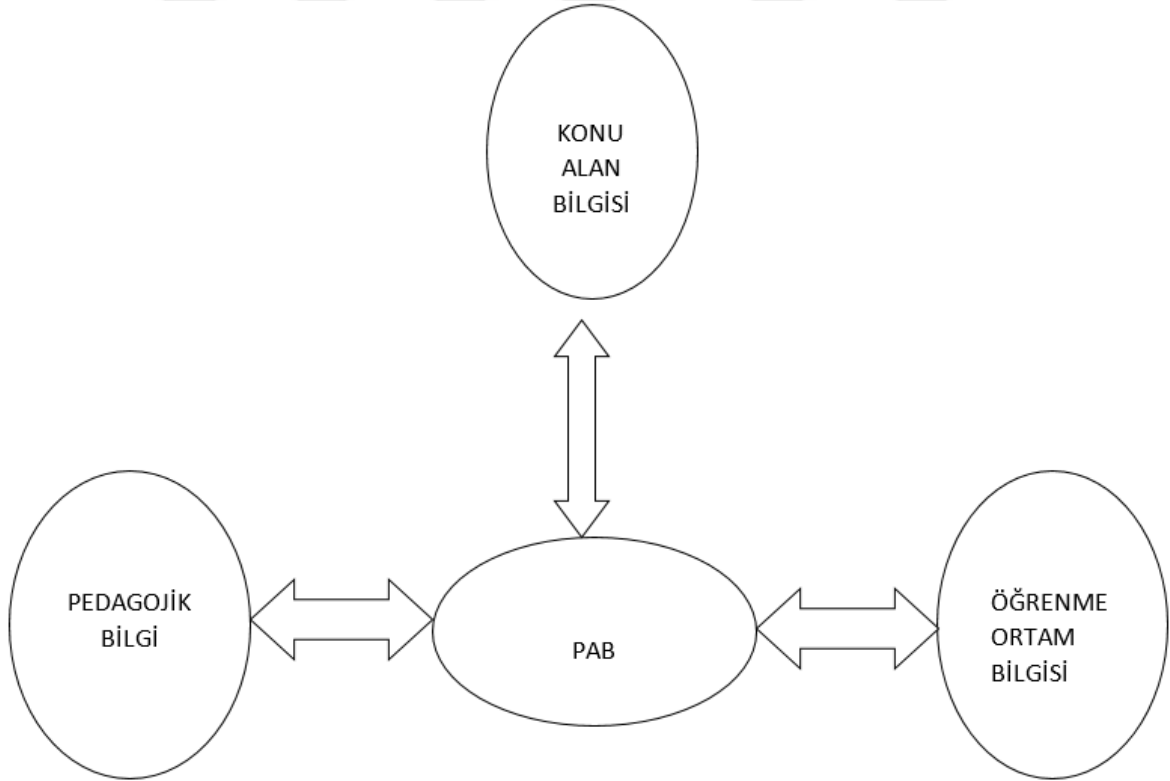 KONU
ALAN
BİLGİSİ
PEDAGOJİK
BİLGİ
PAB
ÖĞRENME
ORTAM
BİLGİSİ